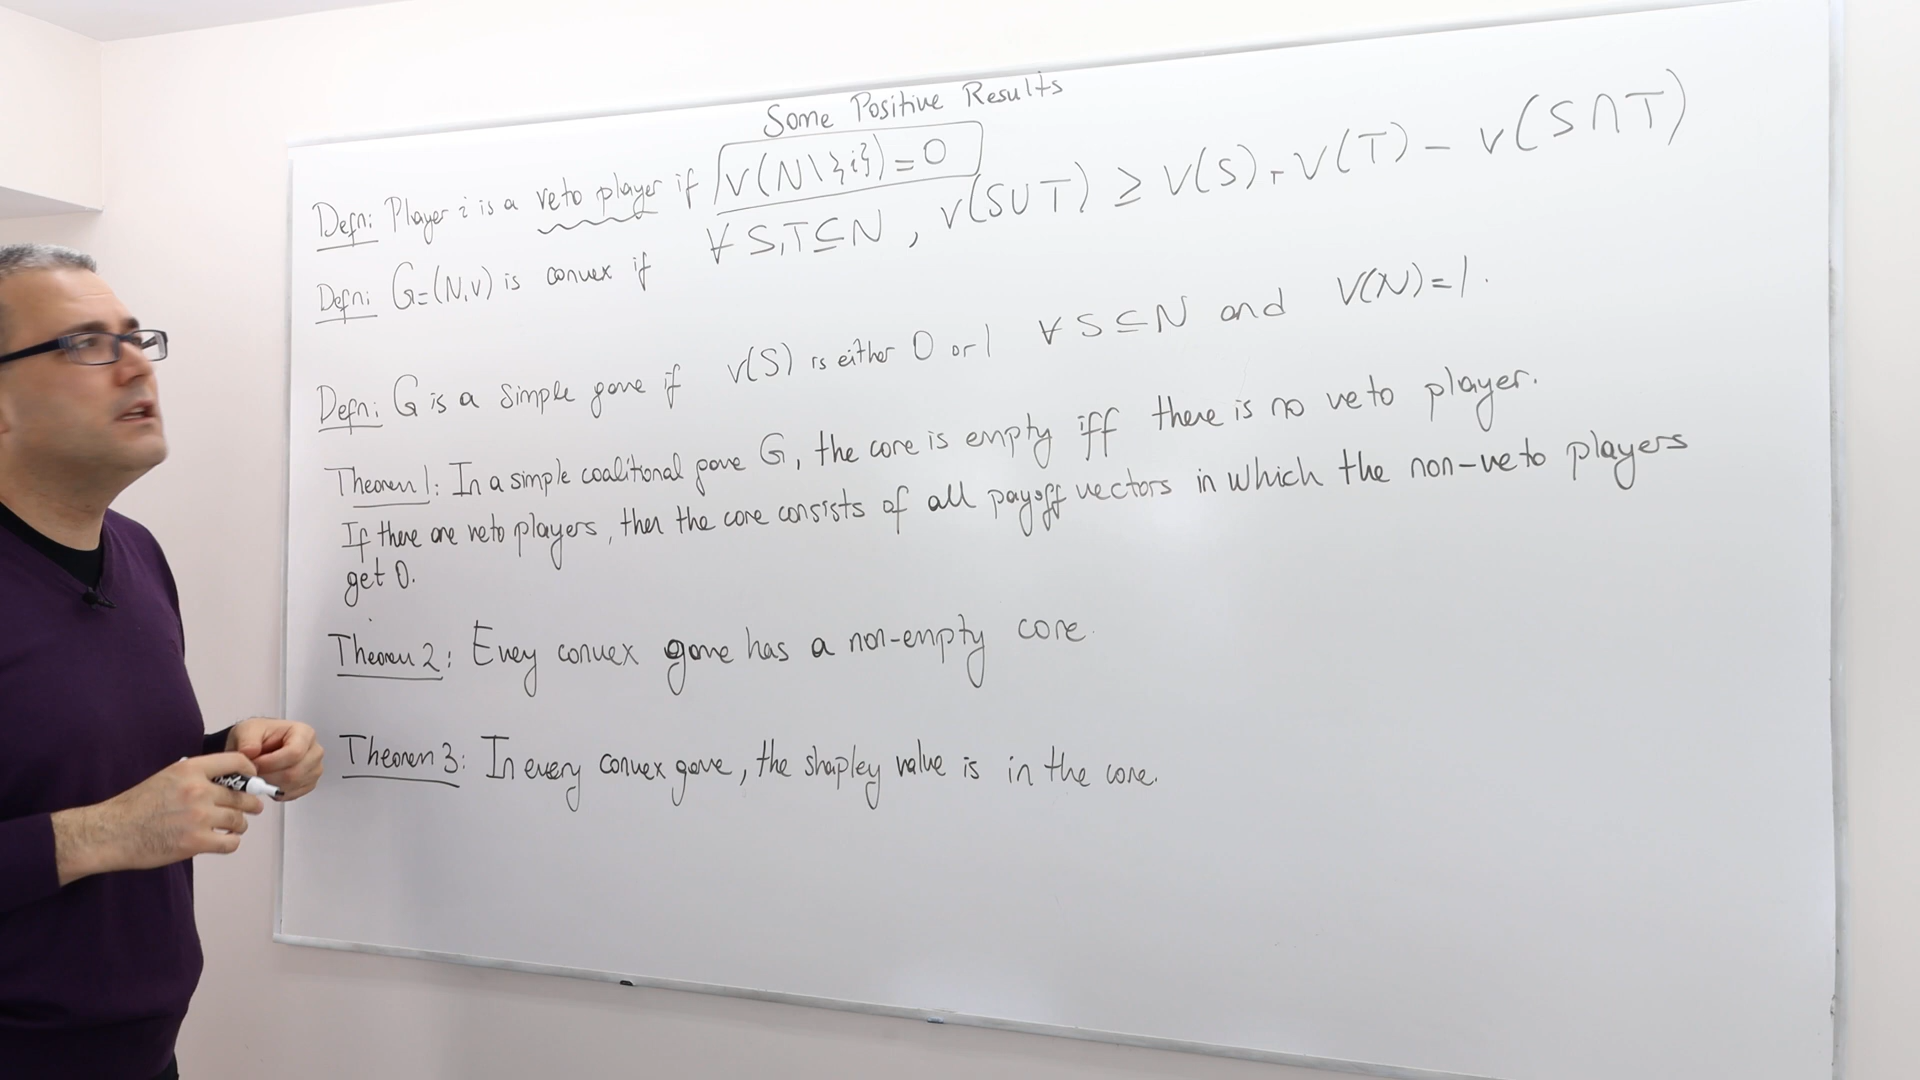 Some Positive Results
Defn: Player i is a veto player if v(N\{i})=0
Defn: G=(N,v) is convex if ∀ S,T⊆N, v(S∪T) ≥ v(S)+v(T)-v(S∩T)
Defn: G is a simple game if v(S) is either 0 or 1 ∀ S⊆N and v(N)=1.
Theorem 1: In a simple coalitional game G, the core is empty iff there is no veto player.
If there are veto players, then the core consists of all payoff vectors in which the non-veto players
get 0.
Theorem 2: Every convex game has a non-empty core.
Theorem 3: In every convex game, the shapley value is in the core.